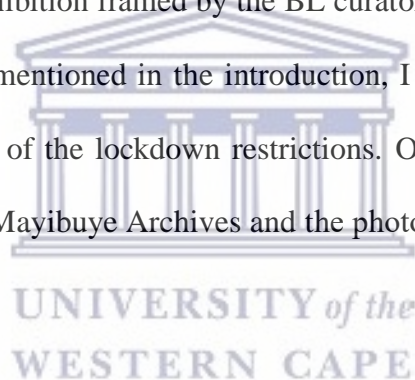 ibition framed by the BL curato
mentioned in the introduction, I
of the lockdown restrictions. O
Mayibuye Archives and the photo
UNIVERSITY of the
WESTERN CAPE